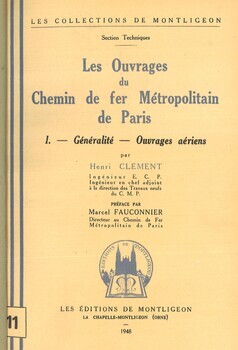 LES COLLECTIONS DE MONTLIGEON
Section Techniques
Les Ouvrages
du
Chemin de fer Métropolitain
de Paris
I. — Généralité — Ouvrages aériens
par
Henri CLEMENT
Ingénieur E. C. P.
Ingénieur en chef adjoint
à la direction des Travaux neufs
du C. M. P.
PRÉFACE PAR
Marcel FAUCONNIER
Directeur au Chemin de Fer
Métropolitain de Paris
LES ÉDITIONS DE MONTLIGEON
LA CHAPELLE-MONTLIGEON (ORNE)
1948
11